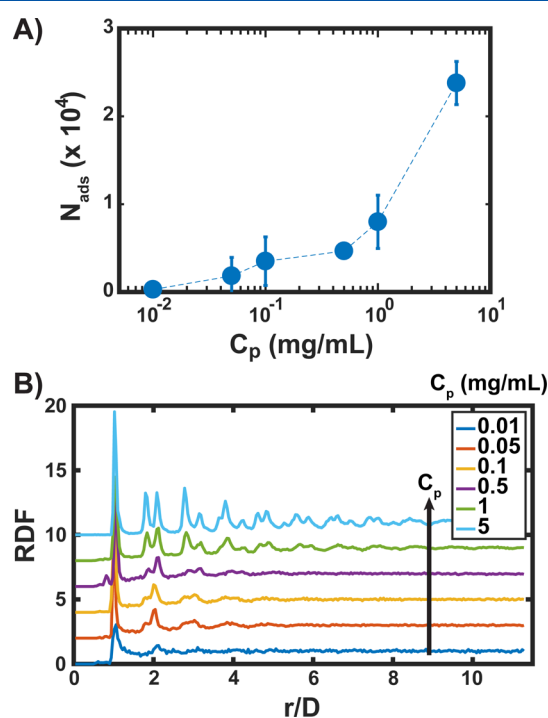 A)
3
2
1
0
N_ads (x 10^4)
10^-2 10^-1 10^0 10^1
C_p (mg/mL)
B)
C_p (mg/mL)
20
15
10
5
0
RDF
0.01
0.05
0.1
0.5
1
5
C_p
0 2 4 6 8 10
r/D